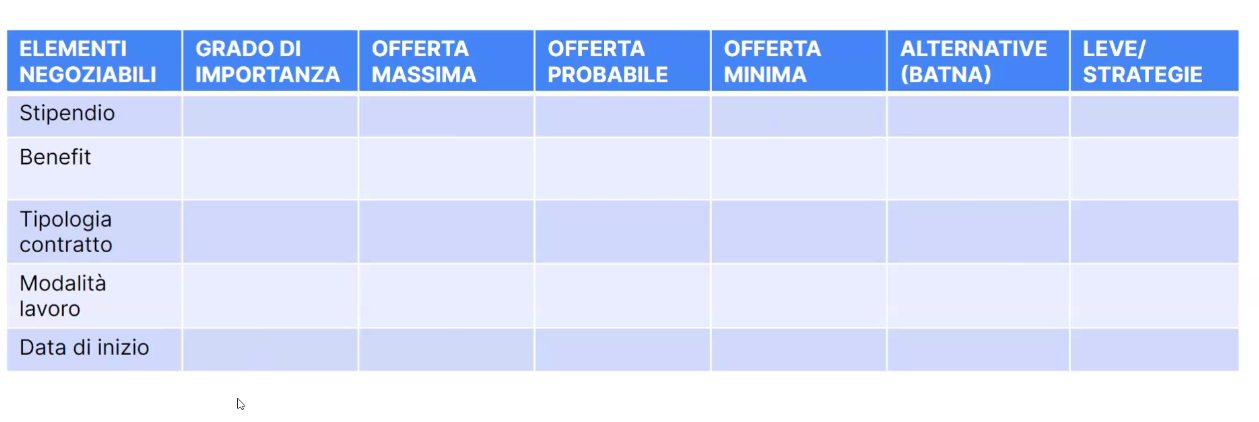 ELEMENTI
NEGOZIABILI
GRADO DI
IMPORTANZA
OFFERTA
MASSIMA
OFFERTA
PROBABILE
OFFERTA
MINIMA
ALTERNATIVE
(BATNA)
LEVE/
STRATEGIE
Stipendio
Benefit
Tipologia
contratto
Modalità
lavoro
Data di inizio